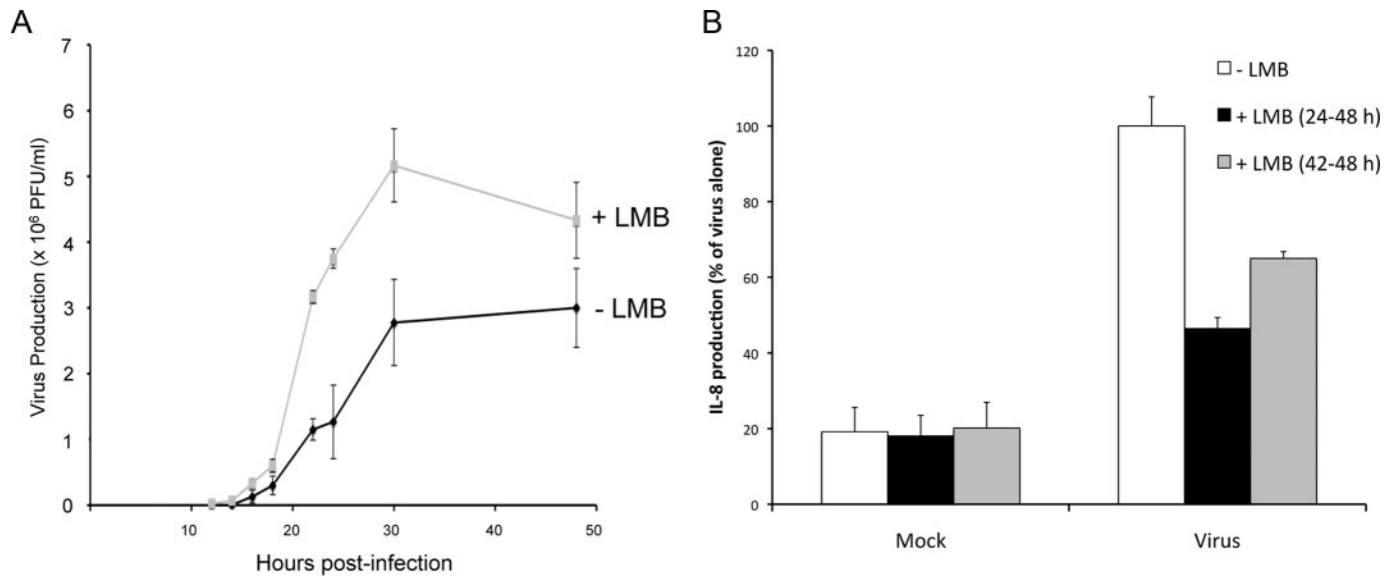 A
Virus Production (x 10⁶ PFU/ml)
7
6
5
4
3
2
1
0
10
20
30
40
50
Hours post-infection
+ LMB
- LMB
B
IL-8 production (% of virus alone)
120
100
80
60
40
20
0
Mock
Virus
- LMB
+ LMB (24-48 h)
+ LMB (42-48 h)